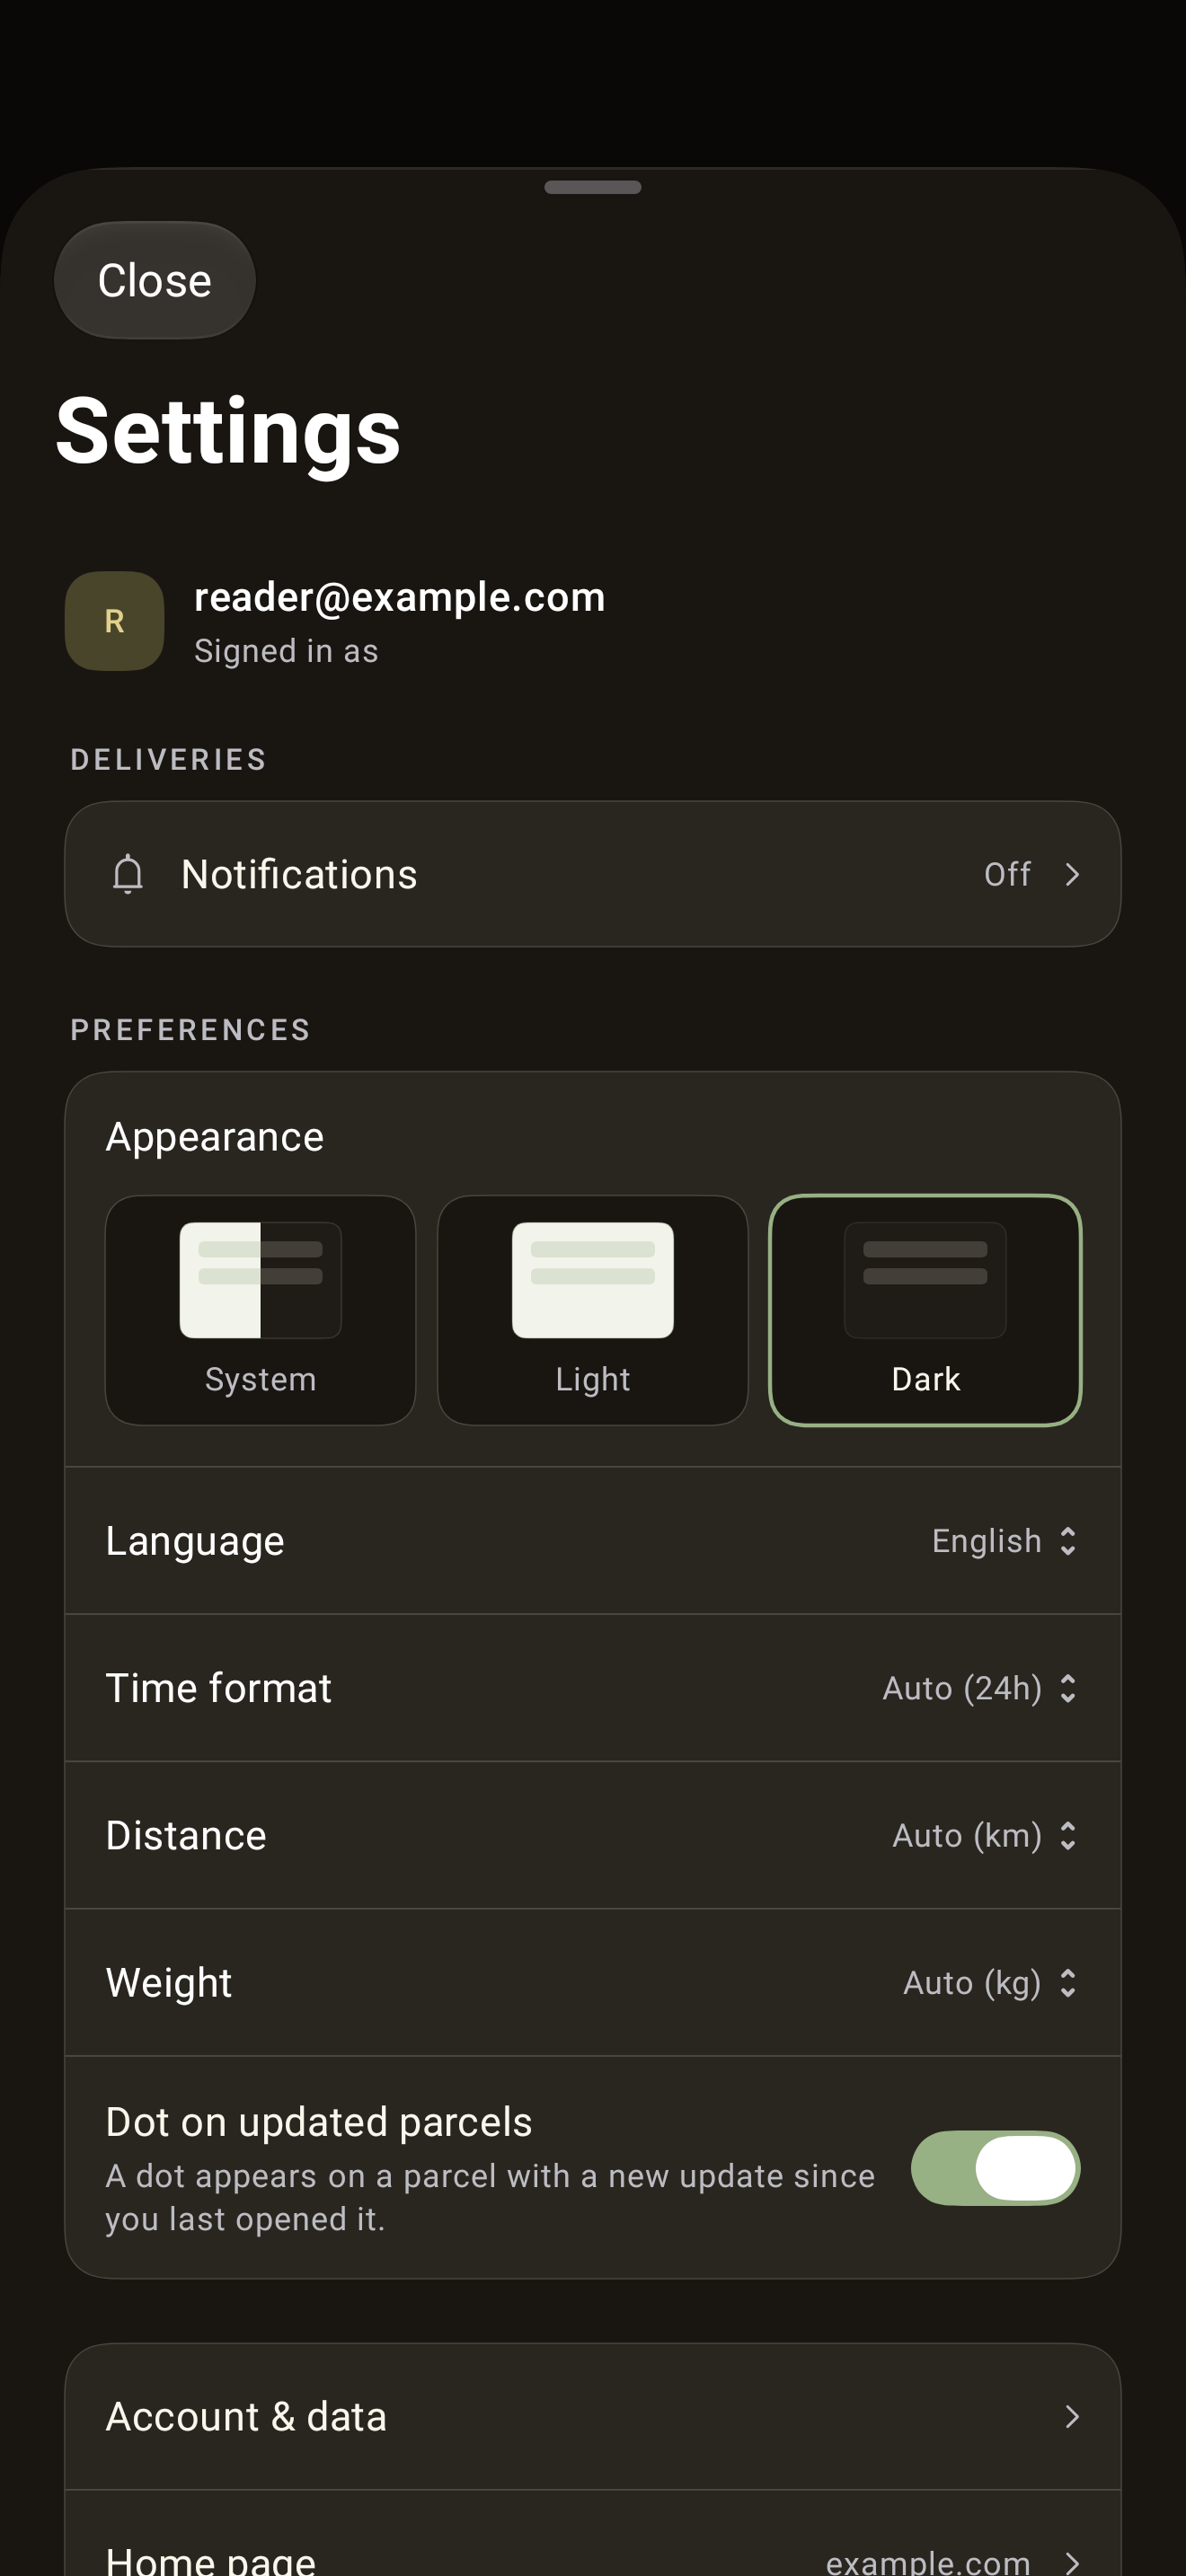 Close
Settings
R
reader@example.com
Signed in as
DELIVERIES
Notifications
Off
PREFERENCES
Appearance
System
Light
Dark
Language
English
Time format
Auto (24h)
Distance
Auto (km)
Weight
Auto (kg)
Dot on updated parcels
A dot appears on a parcel with a new update since
you last opened it.
Account & data
Home page
example.com